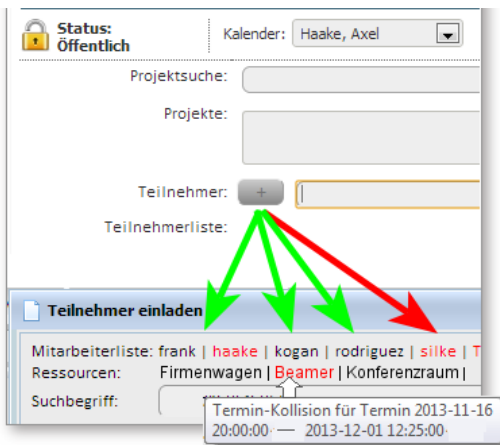 Status:
Öffentlich
Kalender: Haake, Axel
Projektsuche:
Projekte:
Teilnehmer: +
Teilnehmerliste:
Teilnehmer einladen
Mitarbeiterliste: frank | haake | kogan | rodriguez | silke | T
Ressourcen: Firmenwagen | Beamer | Konferenzraum |
Suchbegriff:
Termin-Kollision für Termin 2013-11-16
20:00:00 — 2013-12-01 12:25:00